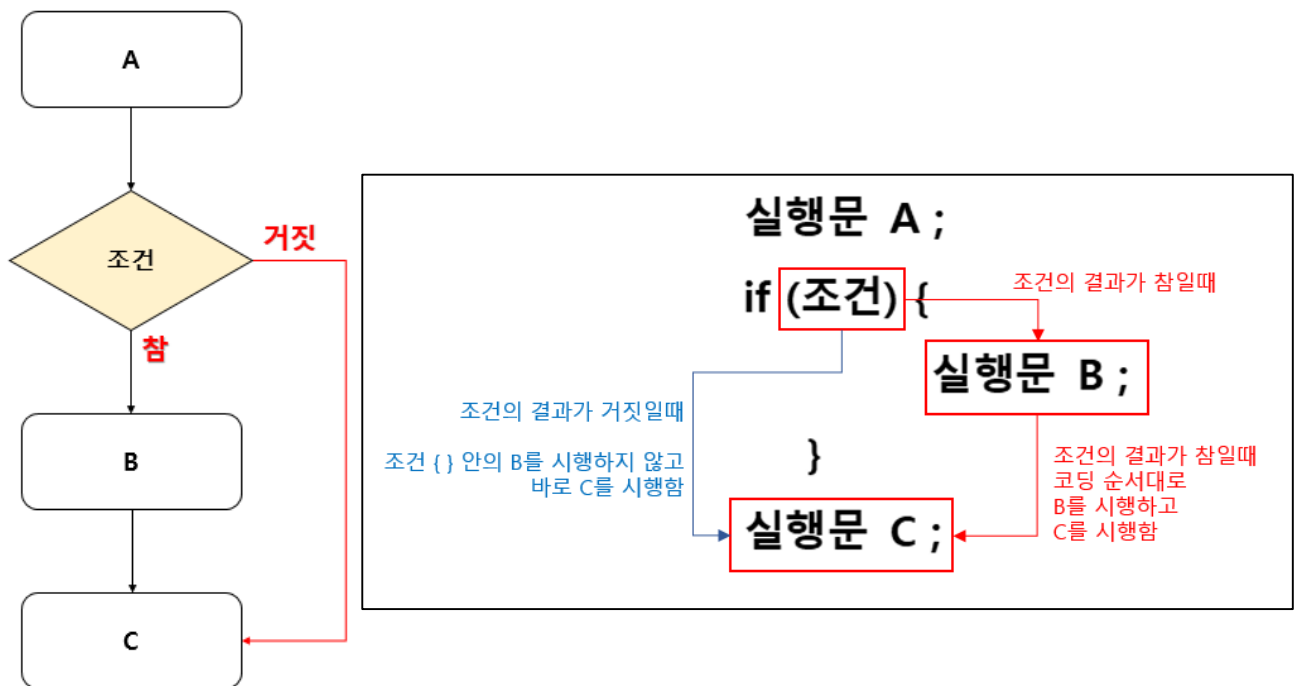 A
조건
거짓
참
B
C
실행문 A ;
if (조건) {
조건의 결과가 참일때
실행문 B ;
조건의 결과가 거짓일때
조건 { } 안의 B를 시행하지 않고
바로 C를 시행함
}
조건의 결과가 참일때
코딩 순서대로
B를 시행하고
C를 시행함
실행문 C ;